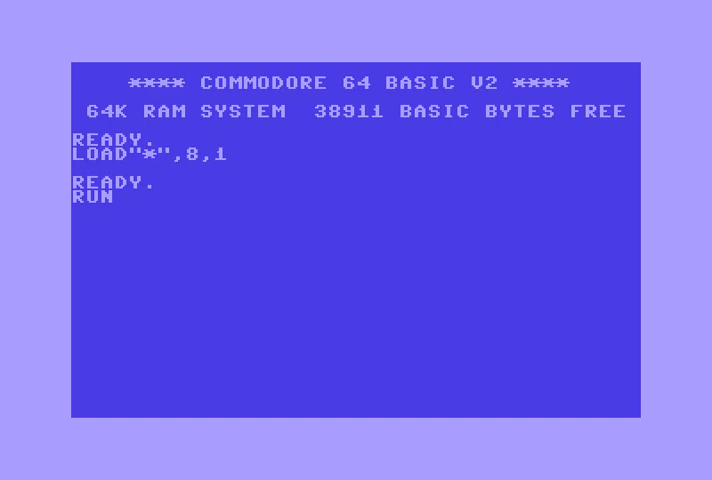 **** COMMODORE 64 BASIC V2 ****
64K RAM SYSTEM  38911 BASIC BYTES FREE
READY.
LOAD"*",8,1
READY.
RUN